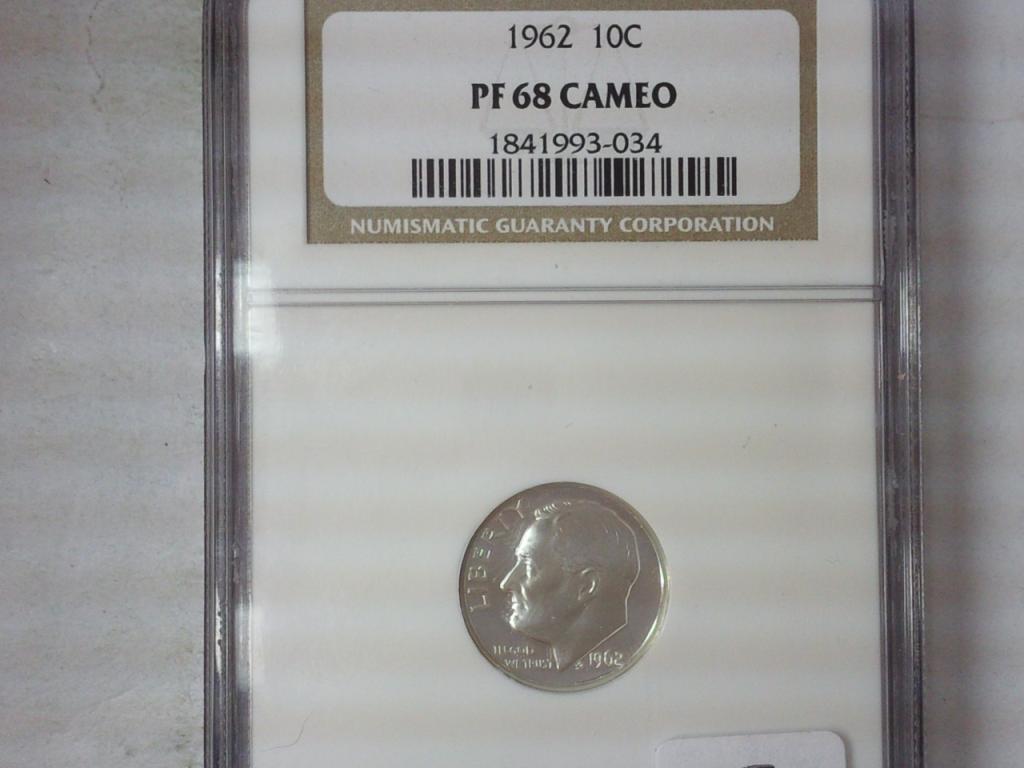 1962 10C
PF 68 CAMEO
1841993-034
NUMISMATIC GUARANTY CORPORATION
LIBERTY
IN GOD
WE TRUST
1962